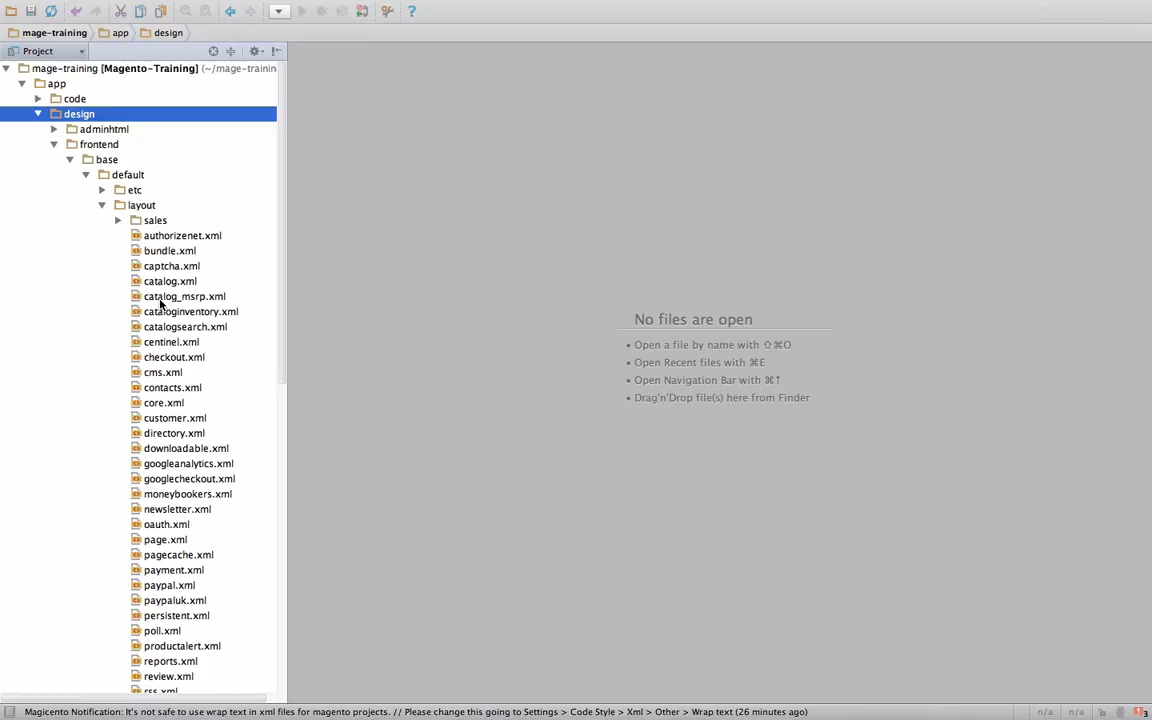 mage-training
app
design
Project
mage-training [Magento-Training] (~/mage-trainin
app
code
design
adminhtml
frontend
base
default
etc
layout
sales
authorizenet.xml
bundle.xml
captcha.xml
catalog.xml
catalog_msrp.xml
cataloginventory.xml
catalogsearch.xml
centinel.xml
checkout.xml
cms.xml
contacts.xml
core.xml
customer.xml
directory.xml
downloadable.xml
googleanalytics.xml
googlecheckout.xml
moneybookers.xml
newsletter.xml
oauth.xml
page.xml
pagecache.xml
payment.xml
paypal.xml
paypaluk.xml
persistent.xml
poll.xml
productalert.xml
reports.xml
review.xml
rss.xml
No files are open
• Open a file by name with ⇧⌘O
• Open Recent files with ⌘E
• Open Navigation Bar with ⌘↑
• Drag'n'Drop file(s) here from Finder
Magicento Notification: It's not safe to use wrap text in xml files for magento projects. // Please change this going to Settings > Code Style > Xml > Other > Wrap text (26 minutes ago)
n/a
n/a
3